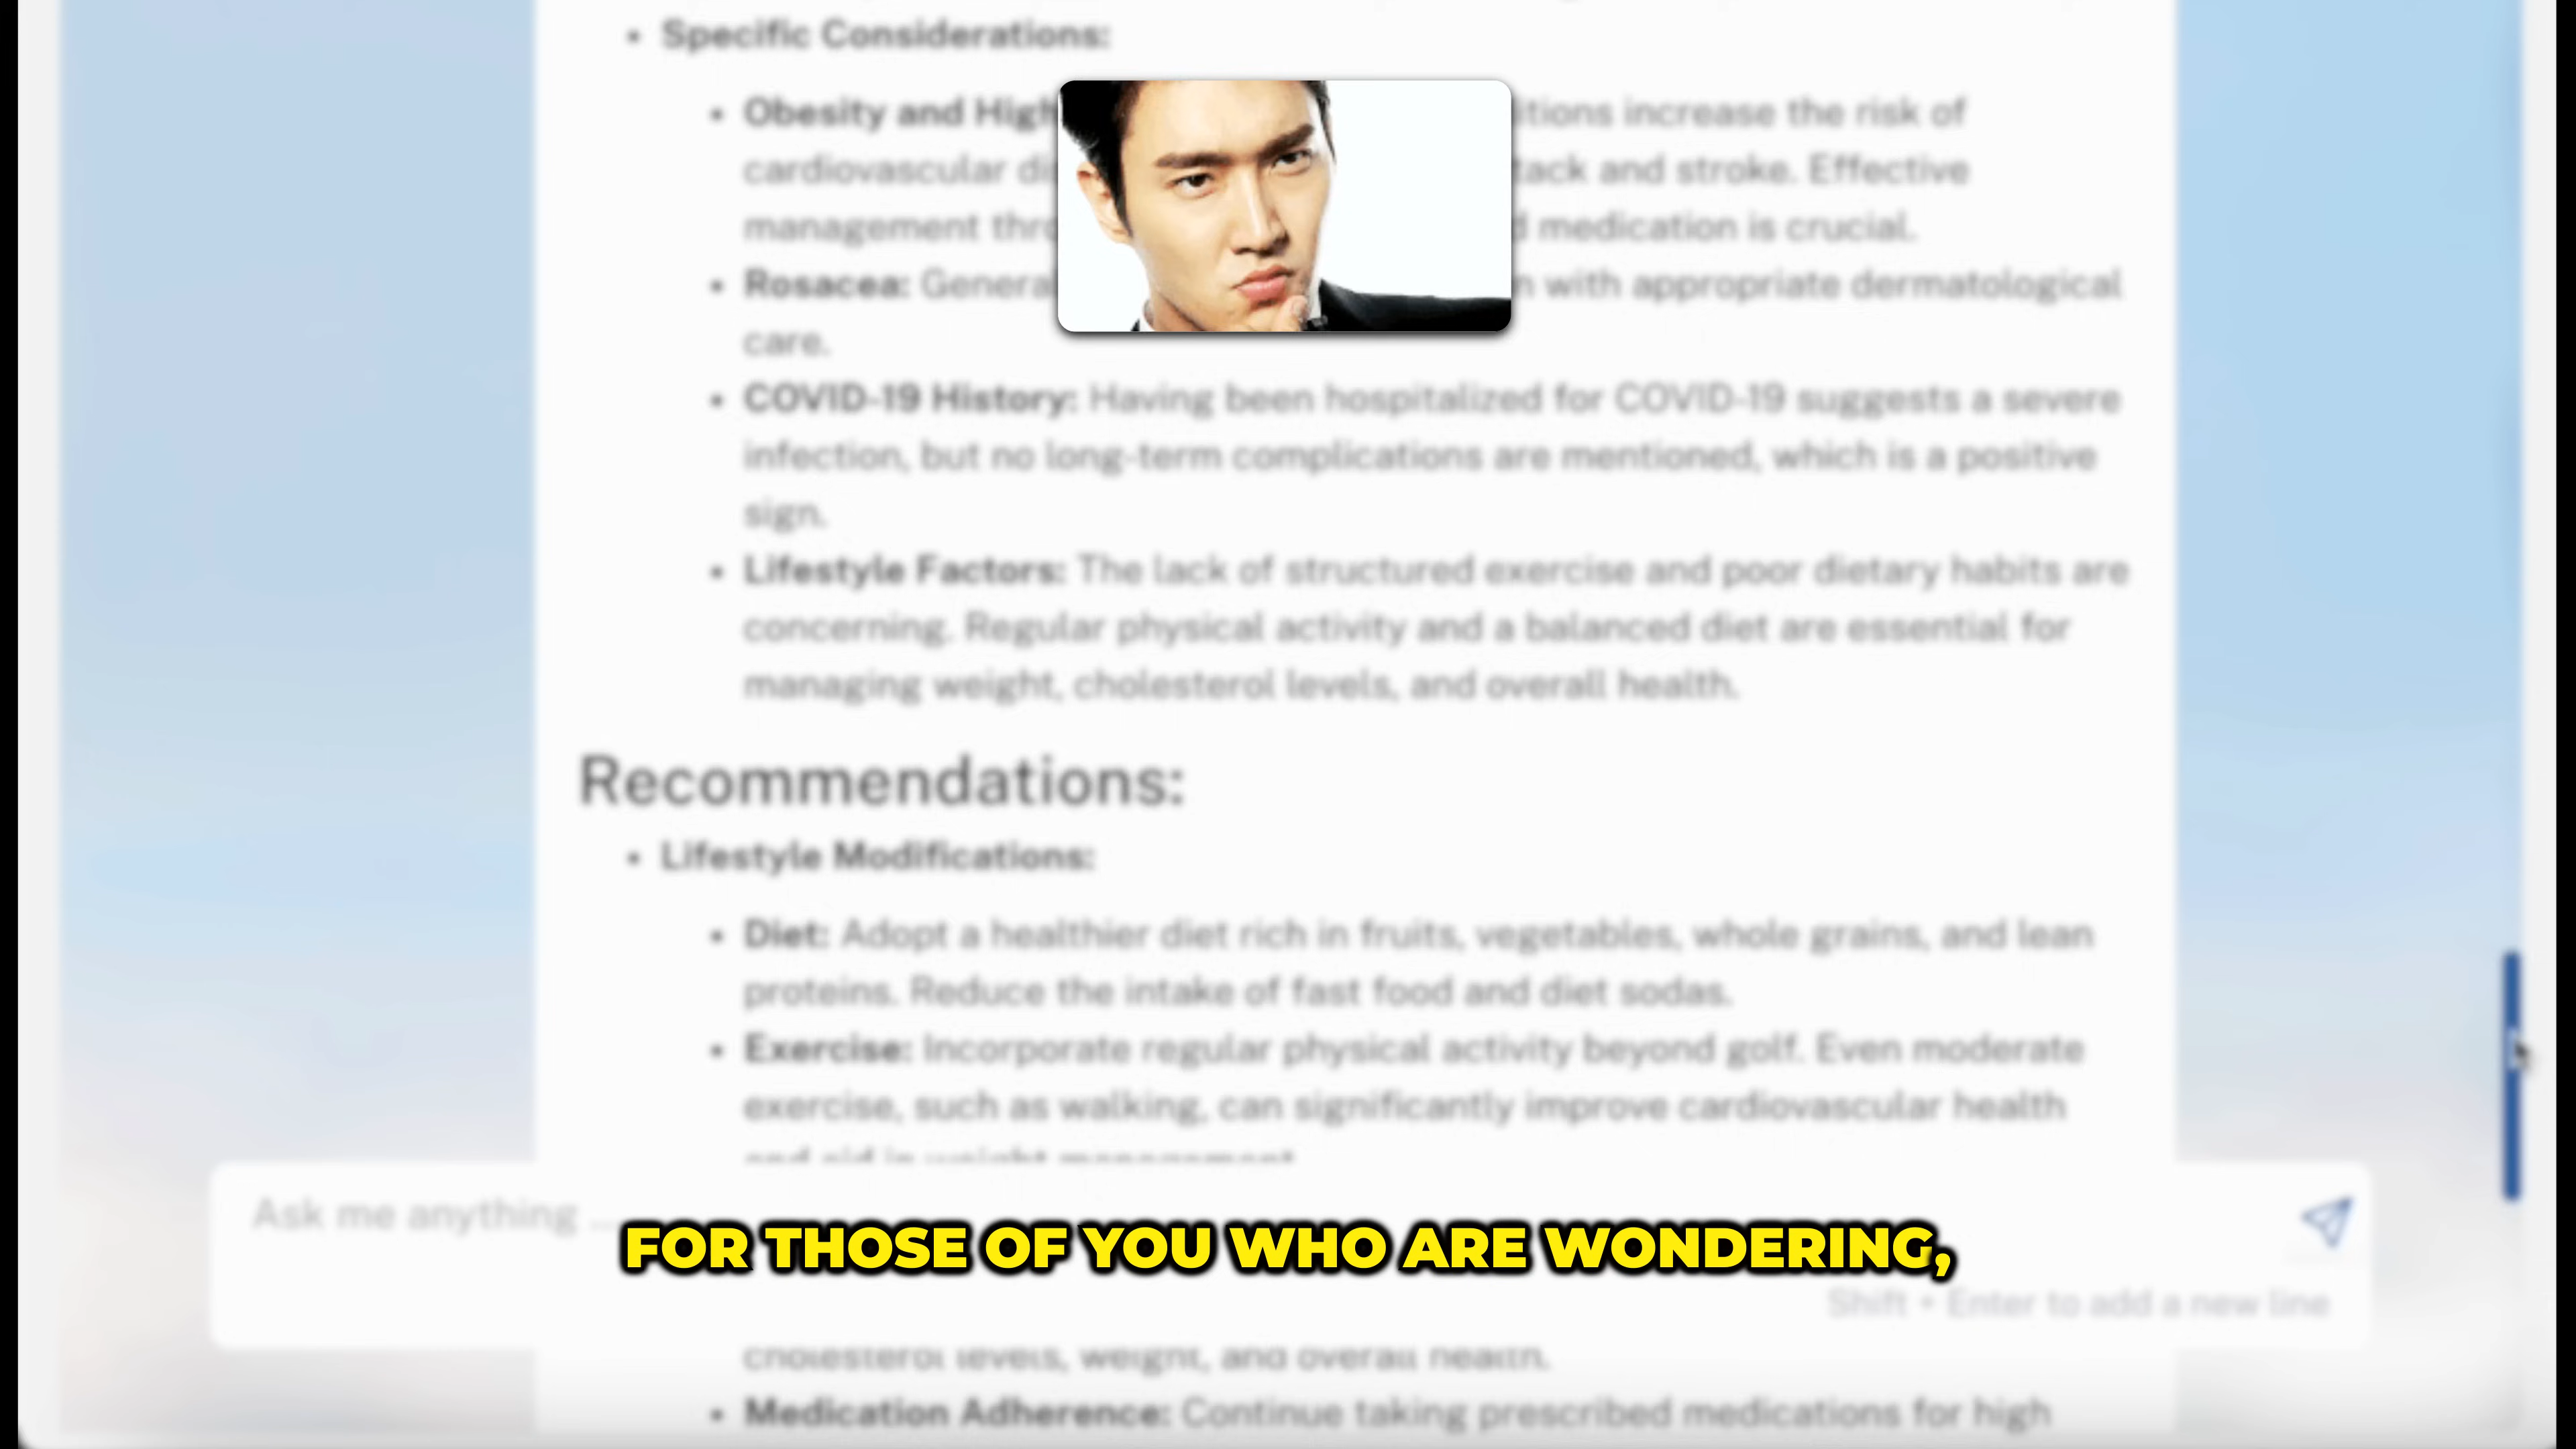 • Specific Considerations:
• Obesity and High itions increase the risk of
cardiovascular di tack and stroke. Effective
management thro d medication is crucial.
• Rosacea: Genera n with appropriate dermatological
care.
• COVID-19 History: Having been hospitalized for COVID-19 suggests a severe
infection, but no long-term complications are mentioned, which is a positive
sign.
• Lifestyle Factors: The lack of structured exercise and poor dietary habits are
concerning. Regular physical activity and a balanced diet are essential for
managing weight, cholesterol levels, and overall health.
Recommendations:
• Lifestyle Modifications:
• Diet: Adopt a healthier diet rich in fruits, vegetables, whole grains, and lean
proteins. Reduce the intake of fast food and diet sodas.
• Exercise: Incorporate regular physical activity beyond golf. Even moderate
exercise, such as walking, can significantly improve cardiovascular health
and aid in weight management.
Ask me anything ...
FOR THOSE OF YOU WHO ARE WONDERING,
Shift + Enter to add a new line
cholesterol levels, weight, and overall health.
• Medication Adherence: Continue taking prescribed medications for high